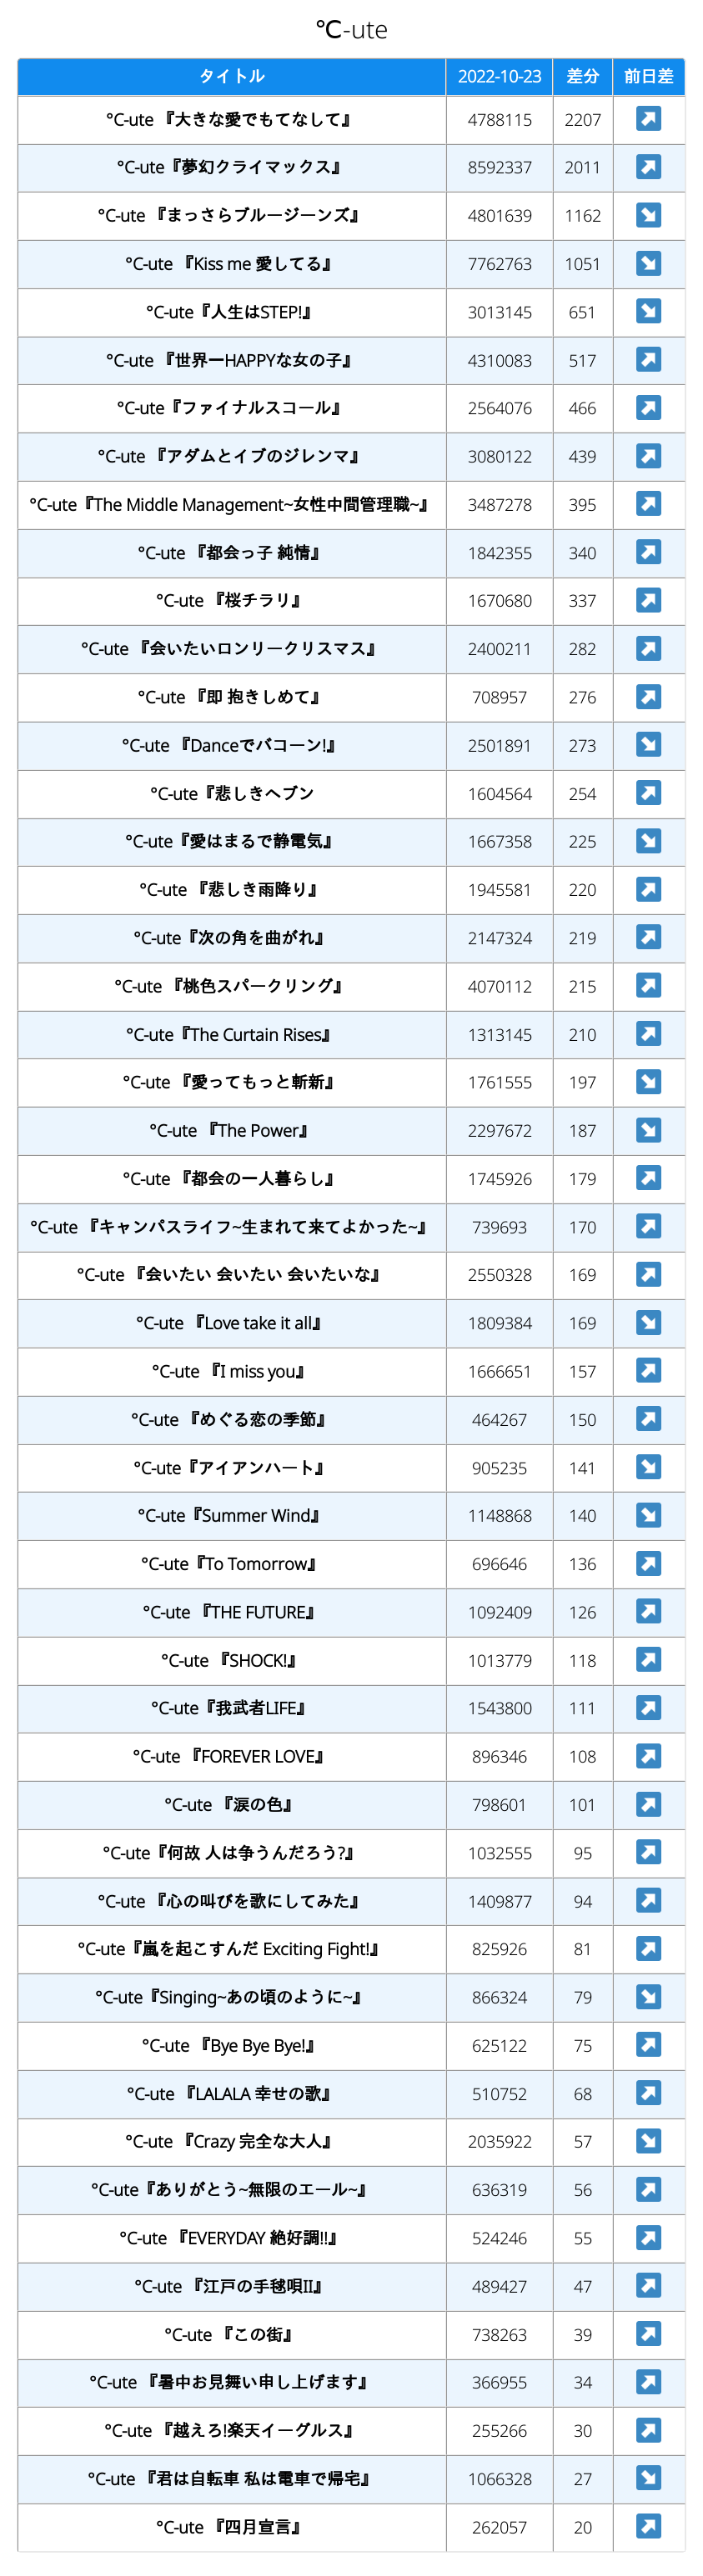 ℃-ute
タイトル 2022-10-23 差分 前日差
°C-ute 『大きな愛でもてなして』 4788115 2207 ↗
°C-ute『夢幻クライマックス』 8592337 2011 ↗
°C-ute 『まっさらブルージーンズ』 4801639 1162 ↘
°C-ute 『Kiss me 愛してる』 7762763 1051 ↘
°C-ute『人生はSTEP!』 3013145 651 ↘
°C-ute 『世界一HAPPYな女の子』 4310083 517 ↗
°C-ute『ファイナルスコール』 2564076 466 ↗
°C-ute 『アダムとイブのジレンマ』 3080122 439 ↗
°C-ute『The Middle Management~女性中間管理職~』 3487278 395 ↗
°C-ute 『都会っ子 純情』 1842355 340 ↗
°C-ute 『桜チラリ』 1670680 337 ↗
°C-ute 『会いたいロンリークリスマス』 2400211 282 ↗
°C-ute 『即 抱きしめて』 708957 276 ↗
°C-ute 『Danceでバコーン!』 2501891 273 ↘
°C-ute『悲しきヘブン 1604564 254 ↗
°C-ute『愛はまるで静電気』 1667358 225 ↘
°C-ute 『悲しき雨降り』 1945581 220 ↗
°C-ute『次の角を曲がれ』 2147324 219 ↗
°C-ute 『桃色スパークリング』 4070112 215 ↗
°C-ute『The Curtain Rises』 1313145 210 ↗
°C-ute 『愛ってもっと斬新』 1761555 197 ↘
°C-ute 『The Power』 2297672 187 ↘
°C-ute 『都会の一人暮らし』 1745926 179 ↗
°C-ute 『キャンパスライフ~生まれて来てよかった~』 739693 170 ↗
°C-ute 『会いたい 会いたい 会いたいな』 2550328 169 ↗
°C-ute 『Love take it all』 1809384 169 ↘
°C-ute 『I miss you』 1666651 157 ↗
°C-ute 『めぐる恋の季節』 464267 150 ↗
°C-ute『アイアンハート』 905235 141 ↘
°C-ute『Summer Wind』 1148868 140 ↘
°C-ute『To Tomorrow』 696646 136 ↗
°C-ute 『THE FUTURE』 1092409 126 ↗
°C-ute 『SHOCK!』 1013779 118 ↗
°C-ute『我武者LIFE』 1543800 111 ↗
°C-ute 『FOREVER LOVE』 896346 108 ↗
°C-ute 『涙の色』 798601 101 ↗
°C-ute『何故 人は争うんだろう?』 1032555 95 ↗
°C-ute 『心の叫びを歌にしてみた』 1409877 94 ↗
°C-ute『嵐を起こすんだ Exciting Fight!』 825926 81 ↗
°C-ute『Singing~あの頃のように~』 866324 79 ↘
°C-ute 『Bye Bye Bye!』 625122 75 ↗
°C-ute 『LALALA 幸せの歌』 510752 68 ↗
°C-ute 『Crazy 完全な大人』 2035922 57 ↘
°C-ute『ありがとう~無限のエール~』 636319 56 ↗
°C-ute 『EVERYDAY 絶好調!!』 524246 55 ↗
°C-ute 『江戸の手毬唄II』 489427 47 ↗
°C-ute 『この街』 738263 39 ↗
°C-ute 『暑中お見舞い申し上げます』 366955 34 ↗
°C-ute 『越えろ!楽天イーグルス』 255266 30 ↗
°C-ute 『君は自転車 私は電車で帰宅』 1066328 27 ↘
°C-ute 『四月宣言』 262057 20 ↗